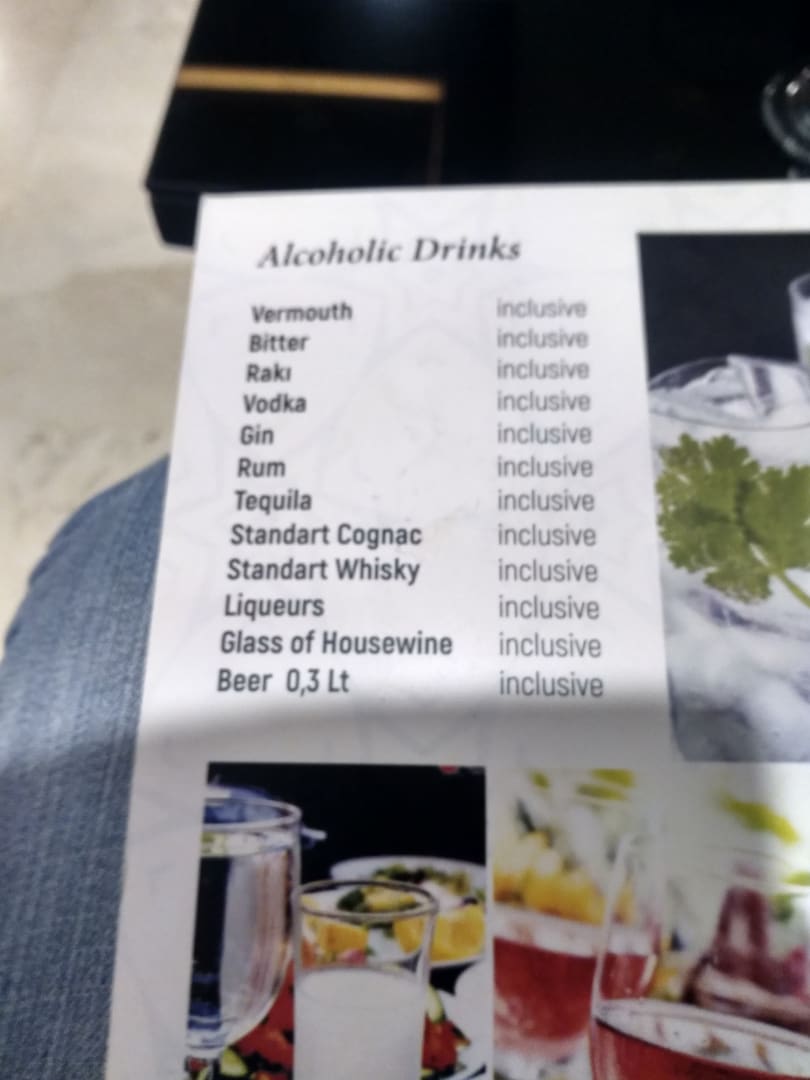 Alcoholic Drinks
Vermouth inclusive
Bitter inclusive
Rakı inclusive
Vodka inclusive
Gin inclusive
Rum inclusive
Tequila inclusive
Standart Cognac inclusive
Standart Whisky inclusive
Liqueurs inclusive
Glass of Housewine inclusive
Beer 0,3 Lt inclusive